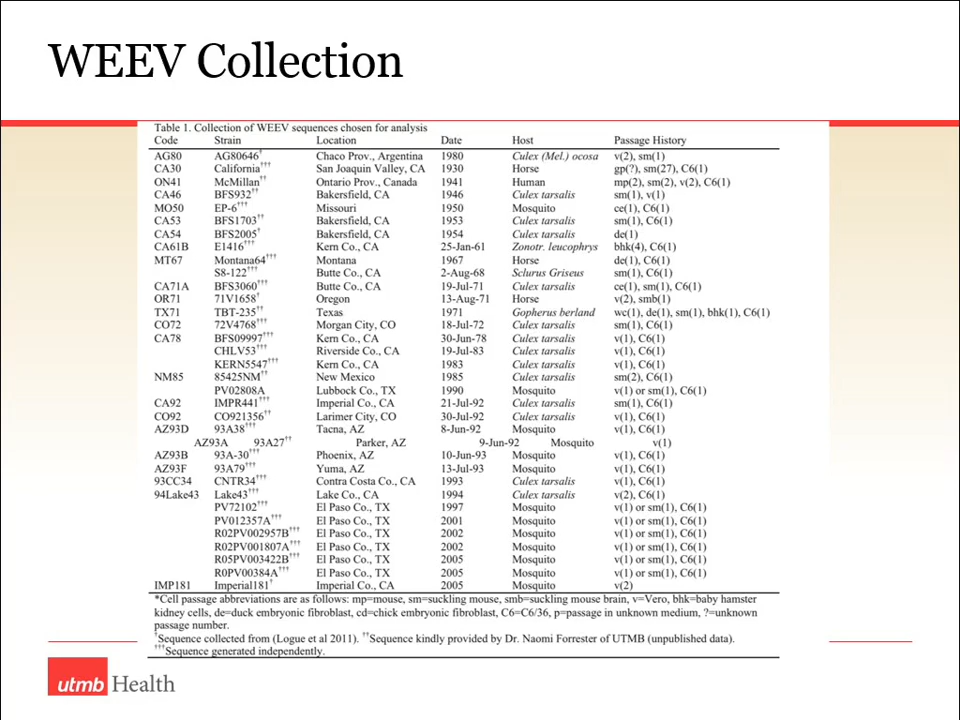 WEEV Collection
Table 1. Collection of WEEV sequences chosen for analysis
Code Strain Location Date Host Passage History
AG80 AG80646† Chaco Prov., Argentina 1980 Culex (Mel.) ocosa v(2), sm(1)
CA30 California††† San Joaquin Valley, CA 1930 Horse gp(?), sm(27), C6(1)
ON41 McMillan†† Ontario Prov., Canada 1941 Human mp(2), sm(2), v(2), C6(1)
CA46 BFS932†† Bakersfield, CA 1946 Culex tarsalis sm(1), v(1)
MO50 EP-6††† Missouri 1950 Mosquito ce(1), C6(1)
CA53 BFS1703†† Bakersfield, CA 1953 Culex tarsalis sm(1), C6(1)
CA54 BFS2005† Bakersfield, CA 1954 Culex tarsalis de(1)
CA61B E1416††† Kern Co., CA 25-Jan-61 Zonotr. leucophrys bhk(4), C6(1)
MT67 Montana64††† Montana 1967 Horse de(1), C6(1)
S8-122††† Butte Co., CA 2-Aug-68 Sclurus Griseus sm(1), C6(1)
CA71A BFS3060††† Butte Co., CA 19-Jul-71 Culex tarsalis ce(1), sm(1), C6(1)
OR71 71V1658† Oregon 13-Aug-71 Horse v(2), smb(1)
TX71 TBT-235†† Texas 1971 Gopherus berland wc(1), de(1), sm(1), bhk(1), C6(1)
CO72 72V4768††† Morgan City, CO 18-Jul-72 Culex tarsalis sm(1), C6(1)
CA78 BFS09997††† Kern Co., CA 30-Jun-78 Culex tarsalis v(1), C6(1)
CHLV53††† Riverside Co., CA 19-Jul-83 Culex tarsalis v(1), C6(1)
KERN5547††† Kern Co., CA 1983 Culex tarsalis v(1), C6(1)
NM85 85425NM†† New Mexico 1985 Culex tarsalis sm(2), C6(1)
PV02808A Lubbock Co., TX 1990 Mosquito v(1) or sm(1), C6(1)
CA92 IMPR441††† Imperial Co., CA 21-Jul-92 Culex tarsalis sm(1), C6(1)
CO92 CO921356†† Larimer City, CO 30-Jul-92 Culex tarsalis v(1), C6(1)
AZ93D 93A38††† Tacna, AZ 8-Jun-92 Mosquito v(1), C6(1)
AZ93A 93A27†† Parker, AZ 9-Jun-92 Mosquito v(1)
AZ93B 93A-30††† Phoenix, AZ 10-Jun-93 Mosquito v(1), C6(1)
AZ93F 93A79††† Yuma, AZ 13-Jul-93 Mosquito v(1), C6(1)
93CC34 CNTR34††† Contra Costa Co., CA 1993 Culex tarsalis v(1), C6(1)
94Lake43 Lake43††† Lake Co., CA 1994 Culex tarsalis v(2), C6(1)
PV72102††† El Paso Co., TX 1997 Mosquito v(1) or sm(1), C6(1)
PV012357A††† El Paso Co., TX 2001 Mosquito v(1) or sm(1), C6(1)
R02PV002957B††† El Paso Co., TX 2002 Mosquito v(1) or sm(1), C6(1)
R02PV001807A††† El Paso Co., TX 2002 Mosquito v(1) or sm(1), C6(1)
R05PV003422B††† El Paso Co., TX 2005 Mosquito v(1) or sm(1), C6(1)
R0PV00384A††† El Paso Co., TX 2005 Mosquito v(1) or sm(1), C6(1)
IMP181 Imperial181† Imperial Co., CA 2005 Mosquito v(2)
*Cell passage abbreviations are as follows: mp=mouse, sm=suckling mouse, smb=suckling mouse brain, v=Vero, bhk=baby hamster
kidney cells, de=duck embryonic fibroblast, cd=chick embryonic fibroblast, C6=C6/36, p=passage in unknown medium, ?=unknown
passage number.
†Sequence collected from (Logue et al 2011). ††Sequence kindly provided by Dr. Naomi Forrester of UTMB (unpublished data).
†††Sequence generated independently.
utmb Health